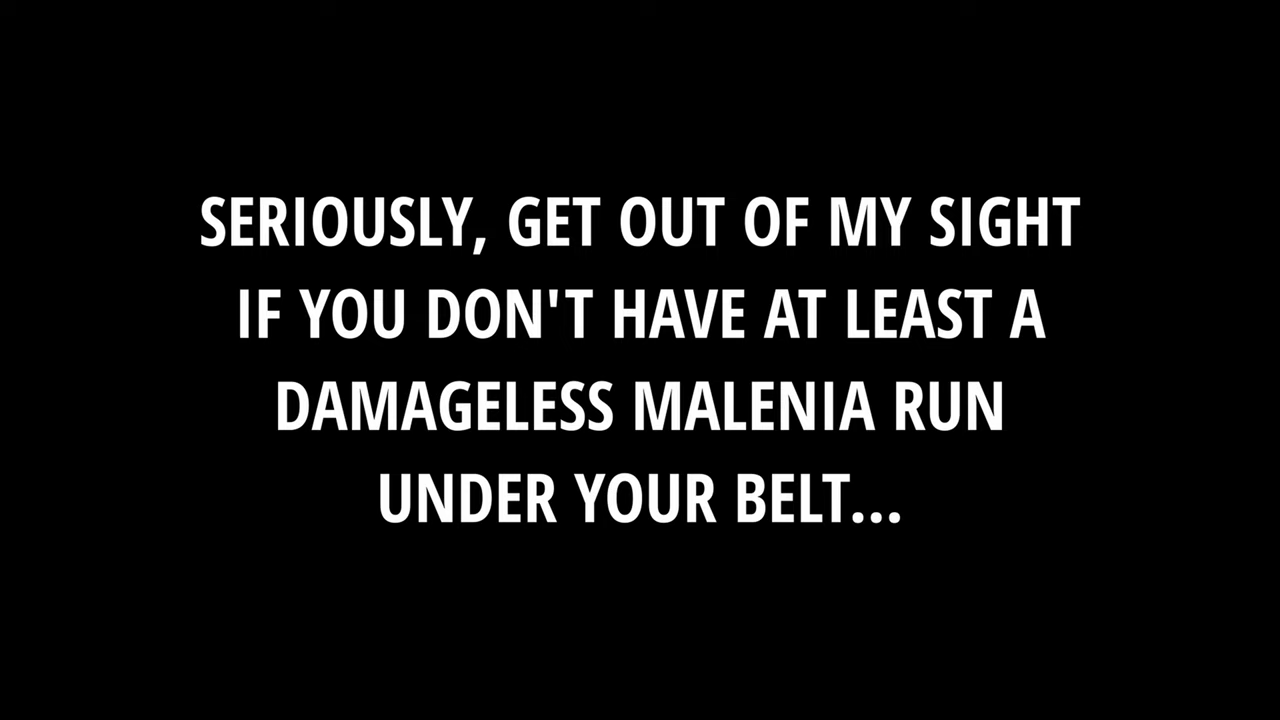 SERIOUSLY, GET OUT OF MY SIGHT
IF YOU DON'T HAVE AT LEAST A
DAMAGELESS MALENIA RUN
UNDER YOUR BELT...